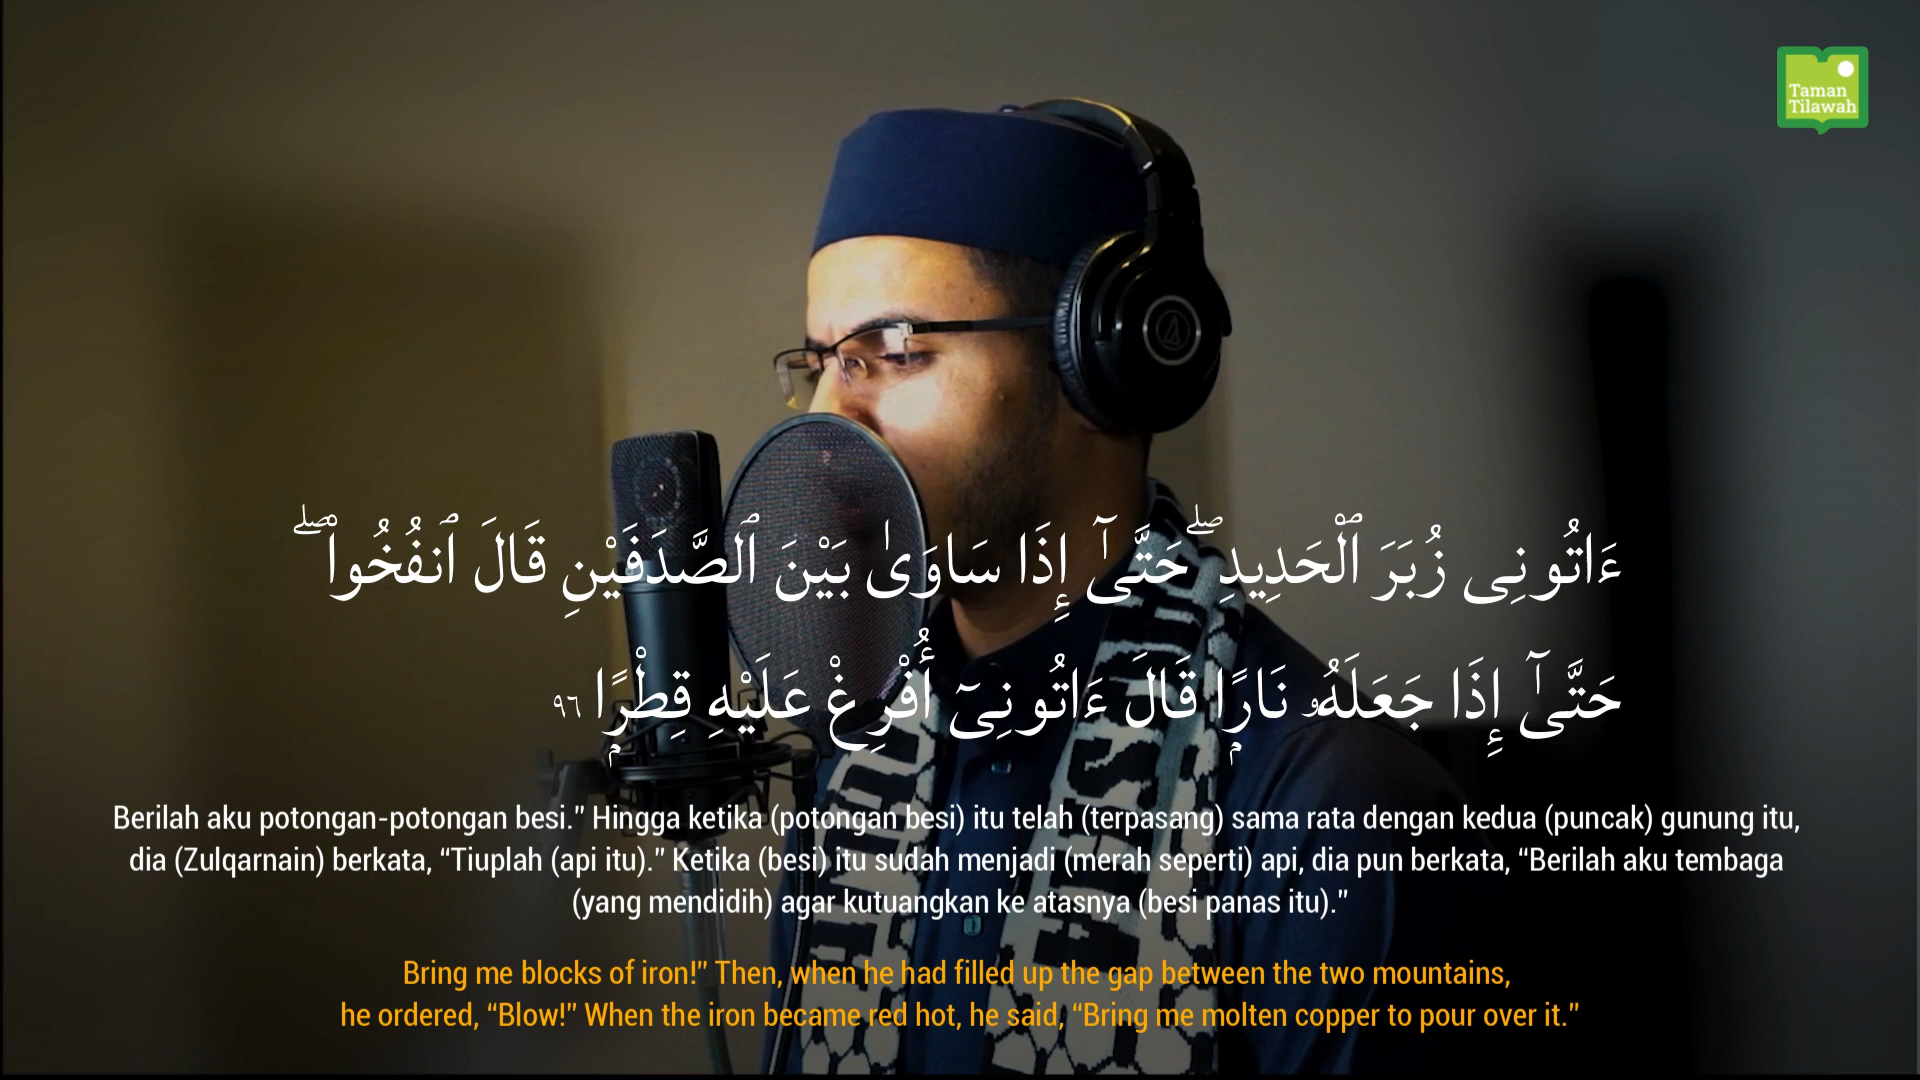 Taman
Tilawah
ءَاتُونِى زُبَرَ ٱلْحَدِيدِ ۖ حَتَّىٰٓ إِذَا سَاوَىٰ بَيْنَ ٱلصَّدَفَيْنِ قَالَ ٱنفُخُوا۟ ۖ
حَتَّىٰٓ إِذَا جَعَلَهُۥ نَارًۭا قَالَ ءَاتُونِىٓ أُفْرِغْ عَلَيْهِ قِطْرًۭا ٩٦
Berilah aku potongan-potongan besi.” Hingga ketika (potongan besi) itu telah (terpasang) sama rata dengan kedua (puncak) gunung itu,
dia (Zulqarnain) berkata, “Tiuplah (api itu).” Ketika (besi) itu sudah menjadi (merah seperti) api, dia pun berkata, “Berilah aku tembaga
(yang mendidih) agar kutuangkan ke atasnya (besi panas itu).”
Bring me blocks of iron!” Then, when he had filled up the gap between the two mountains,
he ordered, “Blow!” When the iron became red hot, he said, “Bring me molten copper to pour over it.”